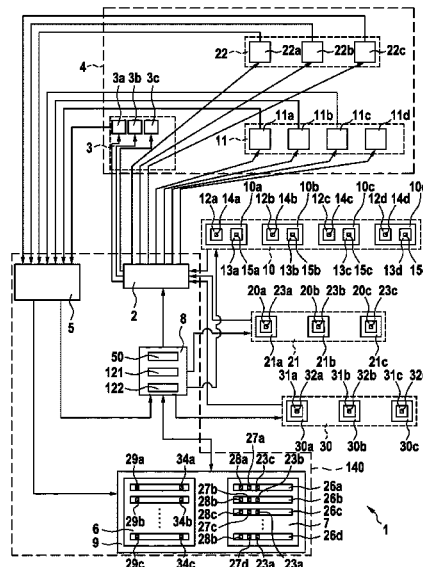 4
22
22a
22b
22c
3a 3b 3c
3
11
11a
11b
11c
11d
10a
10b
10c
12a 14a
12b 14b
12c 14c
12d 14d
10
13a 15a
13b 15b
13c 15c
13d
5
2
8
50
121
122
20a 23a
20b 23b
20c 23c
21a
21
21b
21c
31a 32a
31b 32b
31c
30a
30
30b
30c
140
29a
34a
27a
28a
23c
27b
23b
26a
28b
26b
28c
27c
26c
29b
34b
6
7
28b
26d
9
29c
34c
27d
23a
23a
1